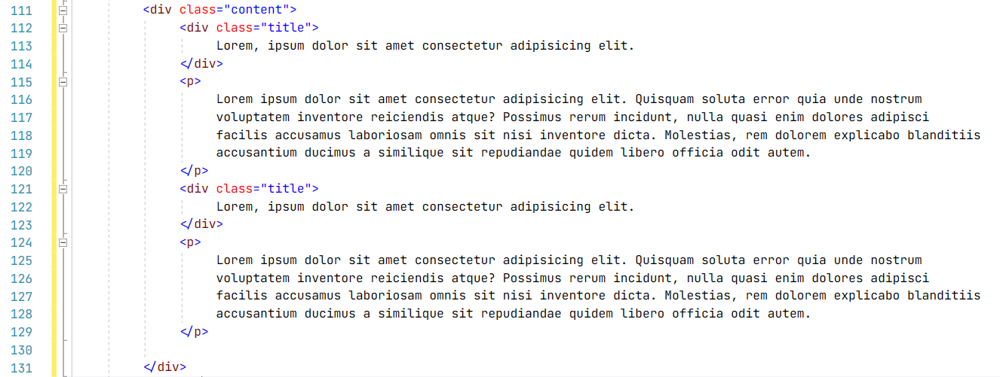 111 <div class="content">
112 <div class="title">
113 Lorem, ipsum dolor sit amet consectetur adipisicing elit.
114 </div>
115 <p>
116 Lorem ipsum dolor sit amet consectetur adipisicing elit. Quisquam soluta error quia unde nostrum
117 voluptatem inventore reiciendis atque? Possimus rerum incidunt, nulla quasi enim dolores adipisci
118 facilis accusamus laboriosam omnis sit nisi inventore dicta. Molestias, rem dolorem explicabo blanditiis
119 accusantium ducimus a similique sit repudiandae quidem libero officia odit autem.
120 </p>
121 <div class="title">
122 Lorem, ipsum dolor sit amet consectetur adipisicing elit.
123 </div>
124 <p>
125 Lorem ipsum dolor sit amet consectetur adipisicing elit. Quisquam soluta error quia unde nostrum
126 voluptatem inventore reiciendis atque? Possimus rerum incidunt, nulla quasi enim dolores adipisci
127 facilis accusamus laboriosam omnis sit nisi inventore dicta. Molestias, rem dolorem explicabo blanditiis
128 accusantium ducimus a similique sit repudiandae quidem libero officia odit autem.
129 </p>
130
131 </div>